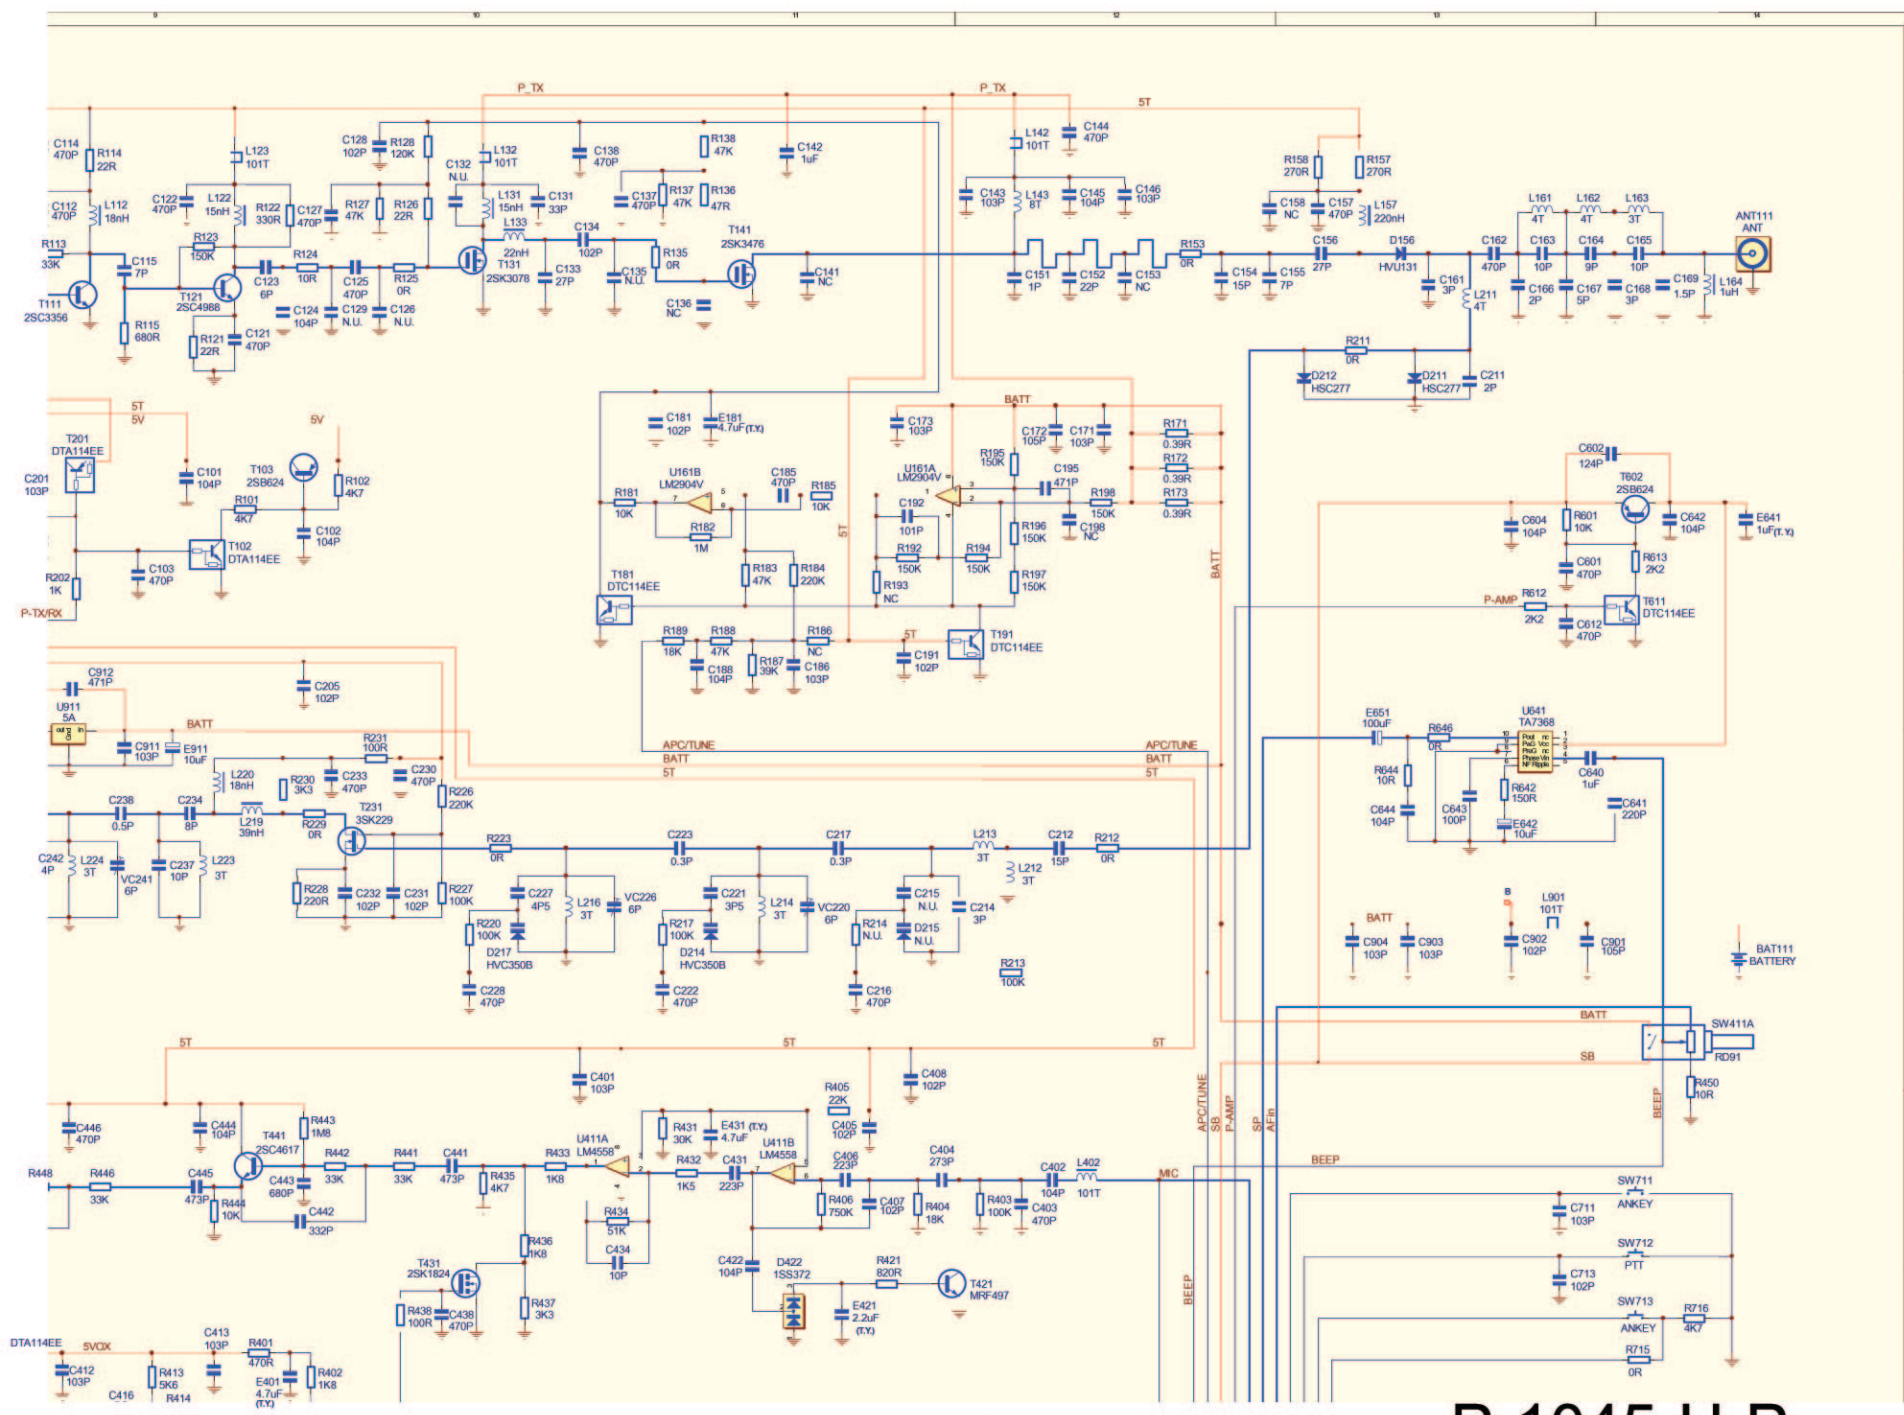 9 10 11 12 13 14
P_TX P_TX 5T
C114 470P
R114 22R
L123 101T
C128 102P
R128 120K
L132 101T
C132 N.U.
C138 470P
R138 47K
C142 1uF
L142 101T
C144 470P
R158 270R
R157 270R
C112 470P
L112 18nH
C122 470P
L122 15nH
R122 330R
C127 470P
R127 47K
R126 22R
L131 15nH
C131 33P
C137 470P
R137 47K
R136 47R
C143 103P
L143 8T
C145 104P
C146 103P
C158 NC
C157 470P
L157 220nH
L161 4T
L162 4T
L163 3T
ANT111 ANT
R113 33K
R123 150K
C115 7P
C123 6P
R124 10R
C125 470P
R125 0R
L133 22nH
T131 2SK3078
C134 102P
C133 27P
C135 N.U.
R135 0R
T141 2SK3476
C141 NC
C151 1P
C152 22P
C153 NC
R153 0R
C154 15P
C155 7P
C156 27P
D156 HVU131
C161 3P
C162 470P
C163 10P
C164 9P
C165 10P
C166 2P
C167 5P
C168 3P
C169 1.5P
L164 1uH
L211 4T
T111 2SC3356
T121 2SC4988
R115 680R
R121 22R
C121 470P
C124 104P
C129 N.U.
C126 N.U.
C136 NC
R211 0R
D212 HSC277
D211 HSC277
C211 2P
5T
5V
5V
T201 DTA114EE
C201 103P
C101 104P
T103 2SB624
R102 4K7
R101 4K7
C102 104P
T102 DTA114EE
C103 470P
R202 1K
P-TX/RX
C181 102P
E181 4.7uF(T.Y.)
U161B LM2904V
C185 470P
R185 10K
R181 10K
R182 1M
R183 47K
R184 220K
T181 DTC114EE
BATT
C173 103P
C172 105P
C171 103P
R171 0.39R
R172 0.39R
R173 0.39R
R195 150K
U161A LM2904V
C195 471P
R198 150K
C192 101P
R196 150K
C198 NC
R192 150K
R194 150K
R193 NC
R197 150K
5T
BATT
R189 18K
R188 47K
R186 NC
5T
T191 DTC114EE
C188 104P
R187 39K
C186 103P
C191 102P
C602 124P
T602 2SB624
C604 104P
R601 10K
C642 104P
E641 1uF(T.Y.)
C601 470P
R613 2K2
P-AMP
R612 2K2
T611 DTC114EE
C612 470P
C912 471P
U911 5A
out Gnd in
C205 102P
BATT
C911 103P
E911 10uF
R231 100R
APC/TUNE APC/TUNE
BATT BATT
5T 5T
E651 100uF
R646 0R
U641 TA7368
10 Pout nc 1
9 PwG Vcc 2
8 PreG nc 3
7 Phase Vin 4
6 NF Ripple 5
R644 10R
C644 104P
C643 100P
R642 150R
E642 10uF
C640 1uF
C641 220P
L220 18nH
R230 3K3
C233 470P
C230 470P
R226 220K
C238 0.5P
C234 8P
L219 39nH
R229 0R
T231 3SK229
R223 0R
C223 0.3P
C217 0.3P
L213 3T
C212 15P
R212 0R
L212 3T
C242 4P
L224 3T
VC241 6P
C237 10P
L223 3T
R228 220R
C232 102P
C231 102P
R227 100K
C227 4P5
L216 3T
VC226 6P
R220 100K
D217 HVC350B
C228 470P
C221 3P5
L214 3T
VC220 6P
R217 100K
D214 HVC350B
C222 470P
C215 N.U.
C214 3P
R214 N.U.
D215 N.U.
C216 470P
R213 100K
BATT
C904 103P
C903 103P
B
C902 102P
L901 101T
C901 105P
BAT111 BATTERY
BATT
SW411A
SB
RD91
R450 10R
BEEP
5T 5T 5T
C401 103P
C408 102P
R405 22K
C405 102P
C446 470P
C444 104P
R443 1M8
T441 2SC4617
R442 33K
R441 33K
C441 473P
R435 4K7
R433 1K8
U411A LM4558
R431 30K
E431 (T.Y.) 4.7uF
U411B LM4558
R432 1K5
C431 223P
C406 223P
C404 273P
C402 104P
L402 101T
MIC
R406 750K
C407 102P
R404 18K
R403 100K
C403 470P
R448
R446 33K
C445 473P
R444 10K
C443 680P
C442 332P
R434 51K
C434 10P
R436 1K8
T431 2SK1824
R438 100R
C438 470P
R437 3K3
C422 104P
D422 1SS372
R421 820R
E421 2.2uF (T.Y.)
T421 MRF497
APC/TUNE
SB
P-AMP
SP
AFin
BEEP
BEEP
SW711 ANKEY
C711 103P
SW712 PTT
C713 102P
SW713 ANKEY
R716 4K7
R715 0R
DTA114EE
5VOX
C412 103P
R413 5K6
C413 103P
R401 470R
E401 4.7uF (T.Y.)
R402 1K8
C416
R414